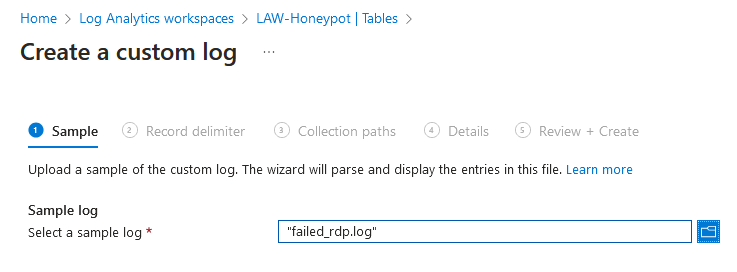 Home > Log Analytics workspaces > LAW-Honeypot | Tables >
Create a custom log ...
1 Sample 2 Record delimiter 3 Collection paths 4 Details 5 Review + Create
Upload a sample of the custom log. The wizard will parse and display the entries in this file. Learn more
Sample log
Select a sample log * "failed_rdp.log"